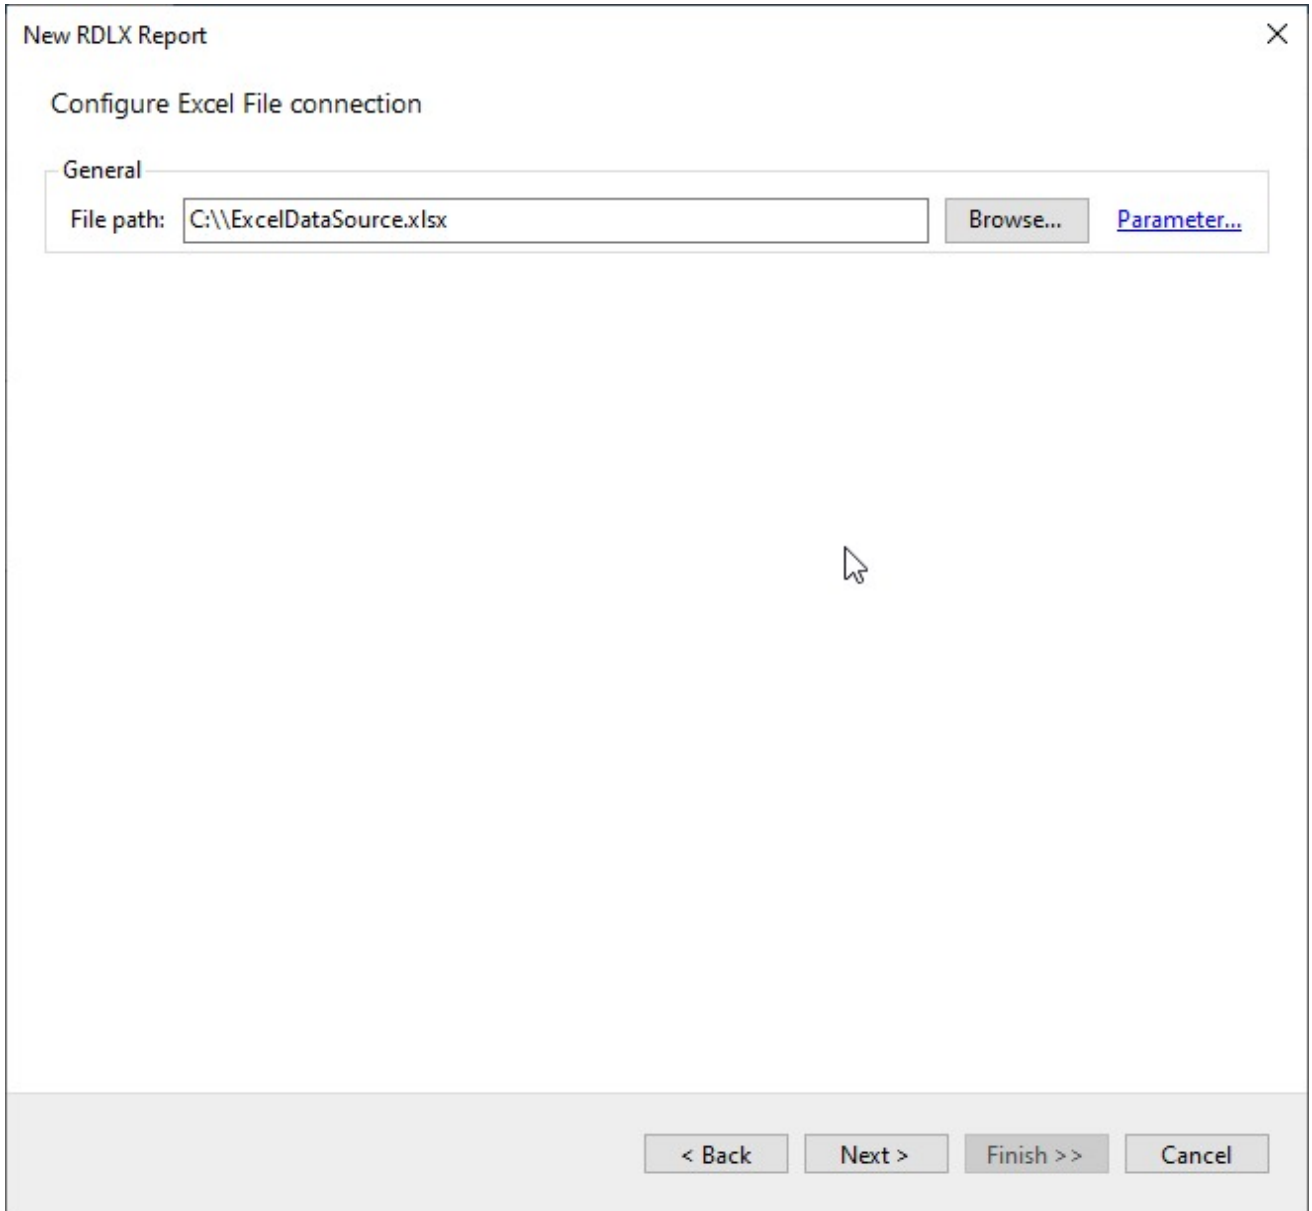 New RDLX Report
Configure Excel File connection
General
File path: C:\\ExcelDataSource.xlsx Browse... Parameter...
< Back Next > Finish >> Cancel